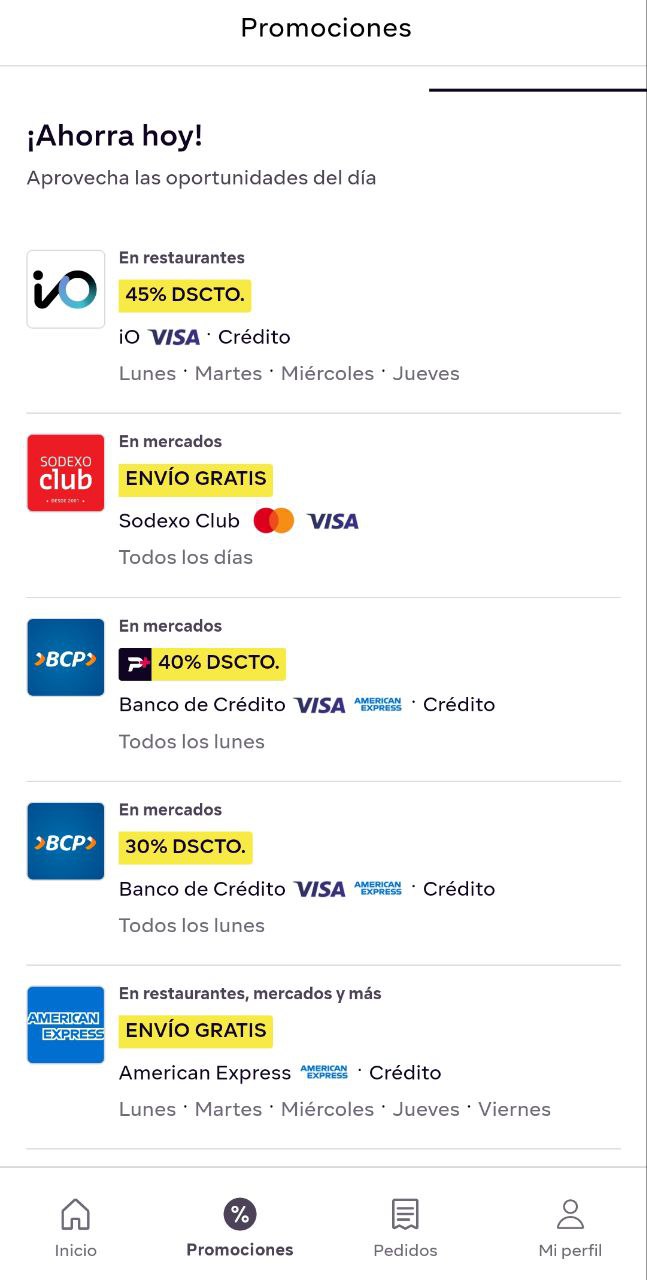 Promociones
¡Ahorra hoy!
Aprovecha las oportunidades del día
iO
En restaurantes
45% DSCTO.
iO VISA · Crédito
Lunes · Martes · Miércoles · Jueves
SODEXO
club
• DESDE 2001 •
En mercados
ENVÍO GRATIS
Sodexo Club VISA
Todos los días
BCP
En mercados
P+ 40% DSCTO.
Banco de Crédito VISA AMERICAN EXPRESS · Crédito
Todos los lunes
BCP
En mercados
30% DSCTO.
Banco de Crédito VISA AMERICAN EXPRESS · Crédito
Todos los lunes
AMERICAN
EXPRESS
En restaurantes, mercados y más
ENVÍO GRATIS
American Express AMERICAN EXPRESS · Crédito
Lunes · Martes · Miércoles · Jueves · Viernes
%
Inicio Promociones Pedidos Mi perfil